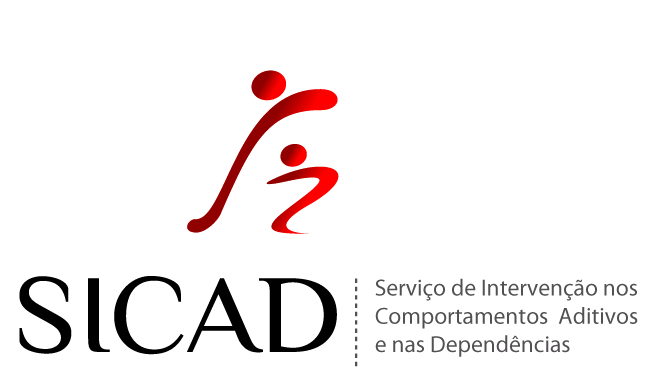 SICAD
Serviço de Intervenção nos
Comportamentos Aditivos
e nas Dependências